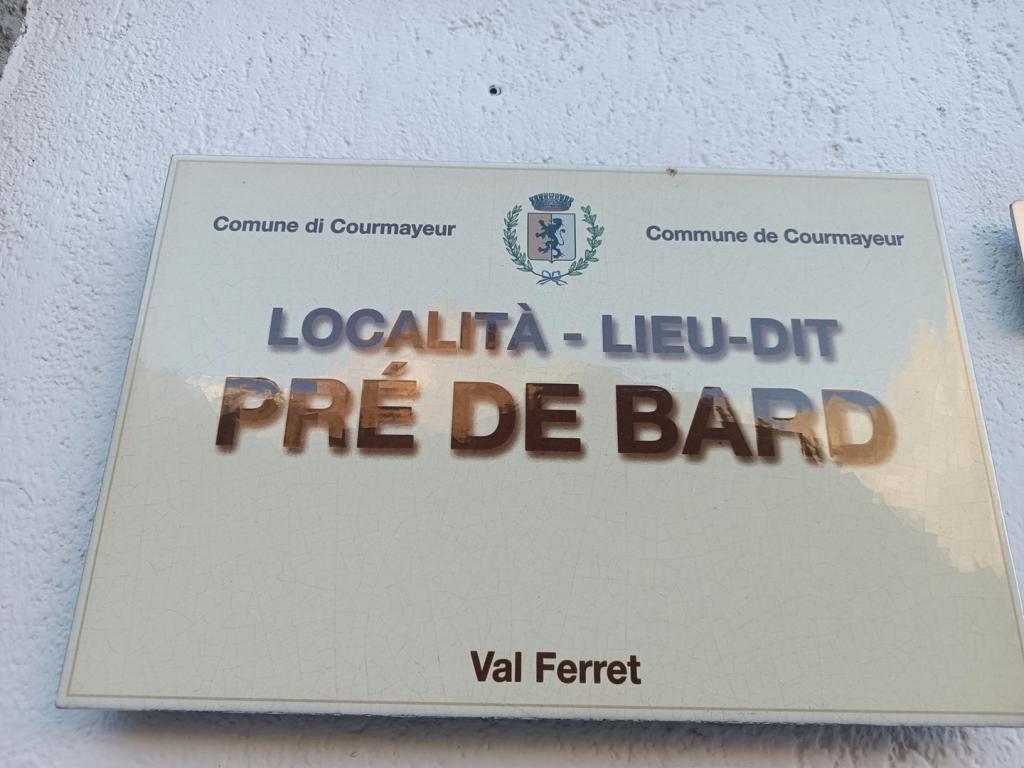 Comune di Courmayeur Commune de Courmayeur
LOCALITÀ - LIEU-DIT
PRÉ DE BARD
Val Ferret